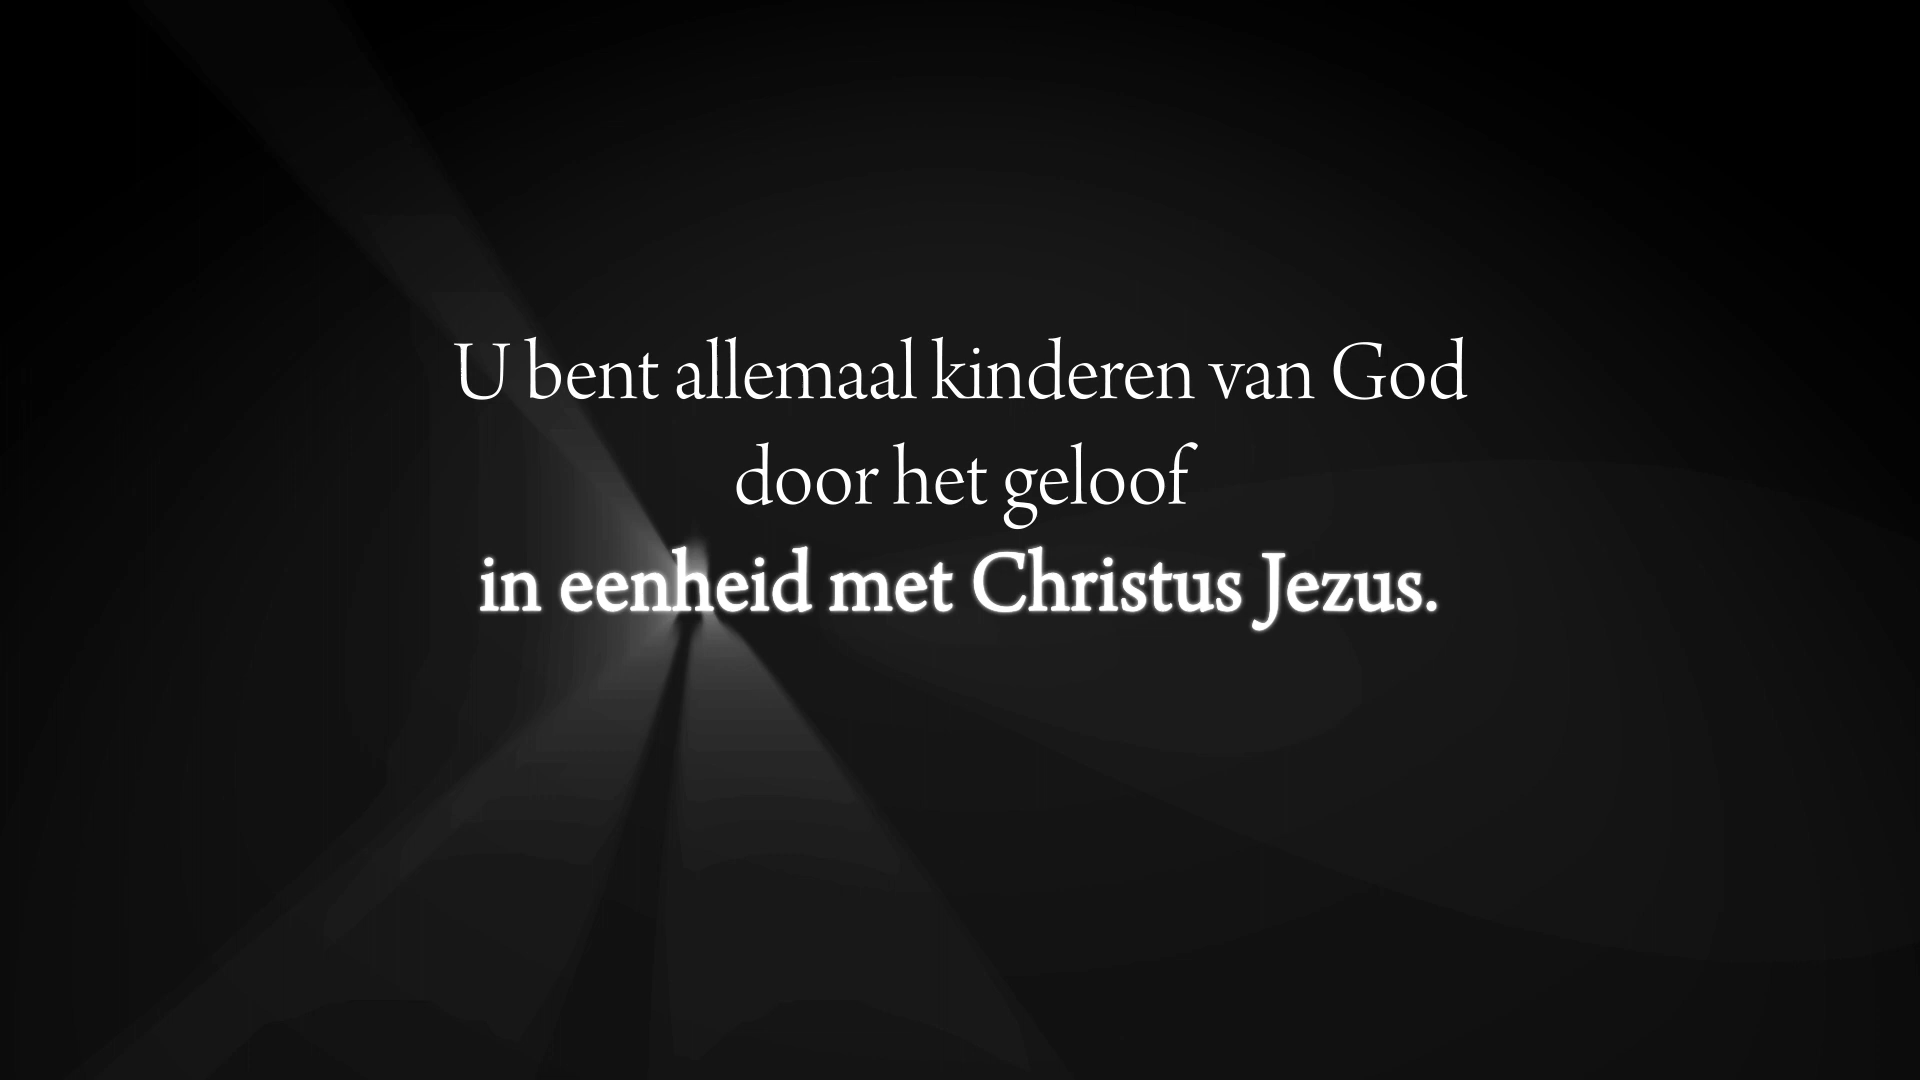 U bent allemaal kinderen van God
door het geloof
in eenheid met Christus Jezus.